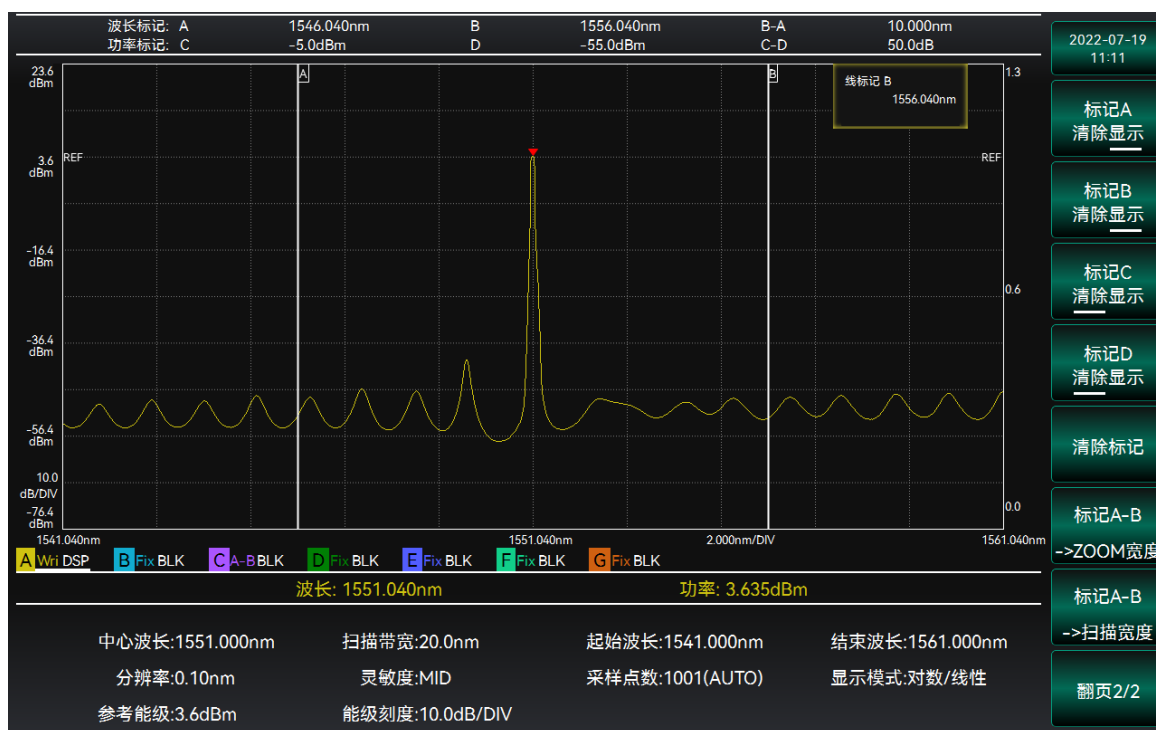 波长标记: A 1546.040nm B 1556.040nm B-A 10.000nm
功率标记: C -5.0dBm D -55.0dBm C-D 50.0dB
2022-07-19
11:11
23.6
dBm
A
B
线标记 B
1556.040nm
1.3
标记A
清除显示
3.6
dBm
REF
REF
标记B
清除显示
-16.4
dBm
0.6
标记C
清除显示
-36.4
dBm
标记D
清除显示
-56.4
dBm
清除标记
10.0
dB/DIV
-76.4
dBm
0.0
标记A-B
->ZOOM宽度
1541.040nm 1551.040nm 2.000nm/DIV 1561.040nm
A Wri DSP B Fix BLK C A-B BLK D Fix BLK E Fix BLK F Fix BLK G Fix BLK
波长: 1551.040nm 功率: 3.635dBm
标记A-B
->扫描宽度
中心波长:1551.000nm 扫描带宽:20.0nm 起始波长:1541.000nm 结束波长:1561.000nm
分辨率:0.10nm 灵敏度:MID 采样点数:1001(AUTO) 显示模式:对数/线性
参考能级:3.6dBm 能级刻度:10.0dB/DIV
翻页2/2